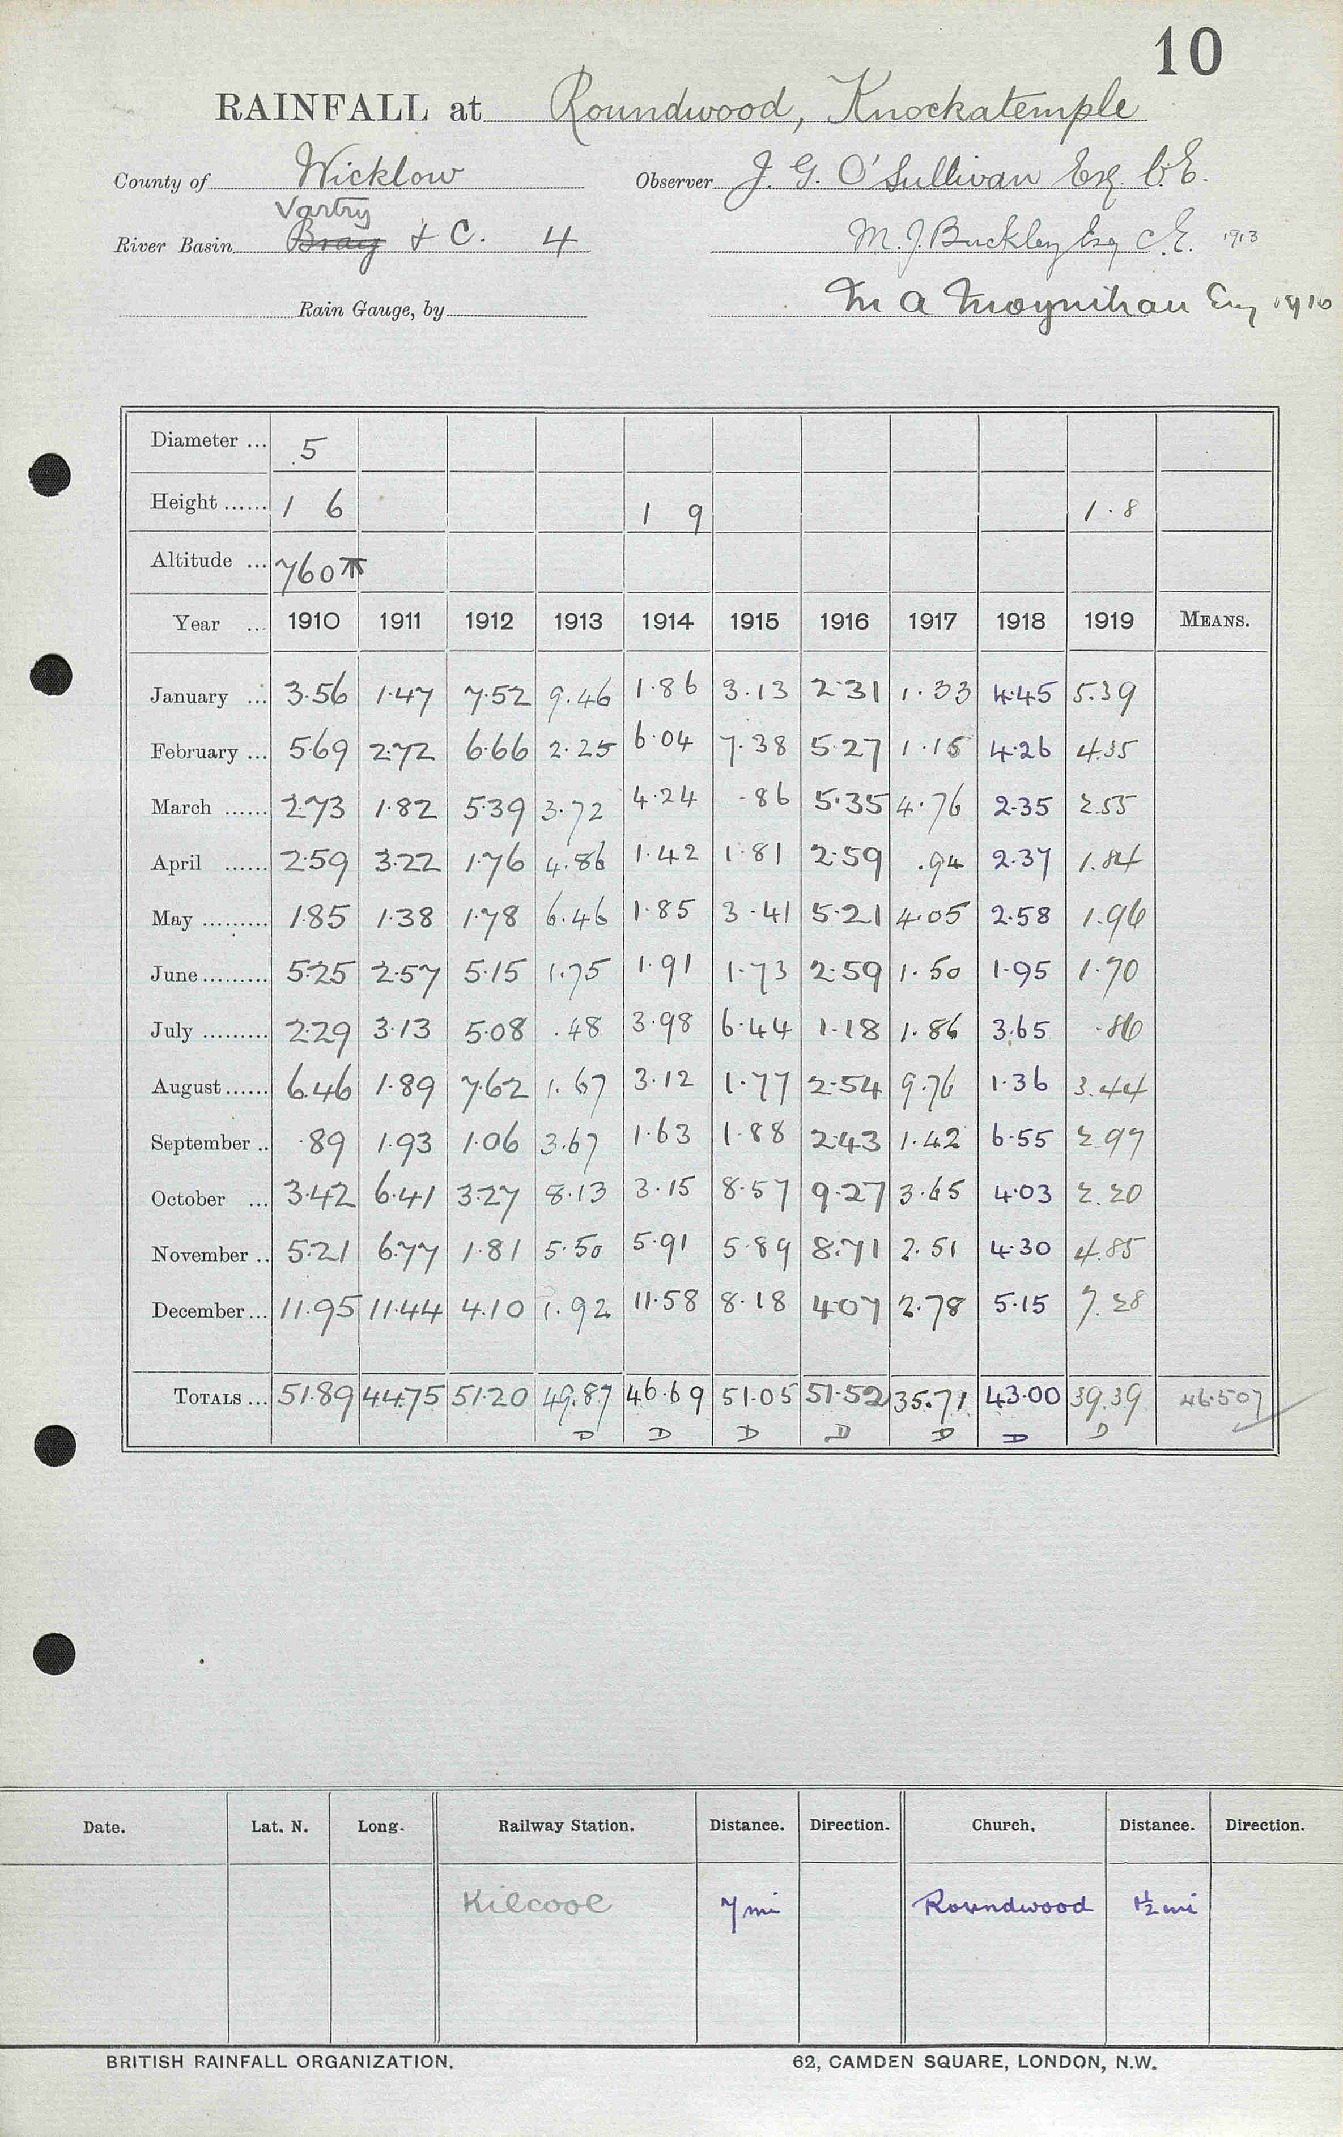 10
RAINFALL at Roundwood, Knockatemple
County of Wicklow Observer J. G. O'Sullivan Esq. C.E.
Vartry
River Basin Bray & C. 4 M. J. Buckley Esq C.E. 1913
Rain Gauge, by M A Moynihan
Diameter ... 5
Height ...... 1 6 1 9 1.8
Altitude ... 760
Year ... 1910 1911 1912 1913 1914 1915 1916 1917 1918 1919 MEANS.
January ... 3.56 1.47 7.52 9.46 1.86 3.13 2.31 1.33 4.45 5.39
February ... 5.69 2.72 6.66 2.25 6.04 7.38 5.27 1.15 4.26 4.35
March ...... 2.73 1.82 5.39 3.72 4.24 .86 5.35 4.76 2.35 2.55
April ...... 2.59 3.22 1.76 4.86 1.42 1.81 2.59 .94 2.37 1.84
May ......... 1.85 1.38 1.78 6.46 1.85 3.41 5.21 4.05 2.58 1.96
June ......... 5.25 2.57 5.15 1.75 1.91 1.73 2.59 1.50 1.95 1.70
July ......... 2.29 3.13 5.08 .48 3.98 6.44 1.18 1.86 3.65 .86
August ...... 6.46 1.89 7.62 1.67 3.12 1.77 2.54 9.76 1.36 3.44
September .. .89 1.93 1.06 3.67 1.63 1.88 2.43 1.42 6.55 2.97
October ... 3.42 6.41 3.27 8.13 3.15 8.57 9.27 3.65 4.03 2.20
November .. 5.21 6.77 1.81 5.50 5.91 5.89 8.71 2.51 4.30 4.85
December ... 11.95 11.44 4.10 1.92 11.58 8.18 4.07 2.78 5.15 7.28
TOTALS ... 51.89 44.75 51.20 49.87 46.69 51.05 51.52 35.71 43.00 39.39 46.507
D D D D D D D
Date. Lat. N. Long. Railway Station. Distance. Direction. Church. Distance. Direction.
Kilcool 7 mi Roundwood 1½ mi
BRITISH RAINFALL ORGANIZATION. 62, CAMDEN SQUARE, LONDON, N.W.